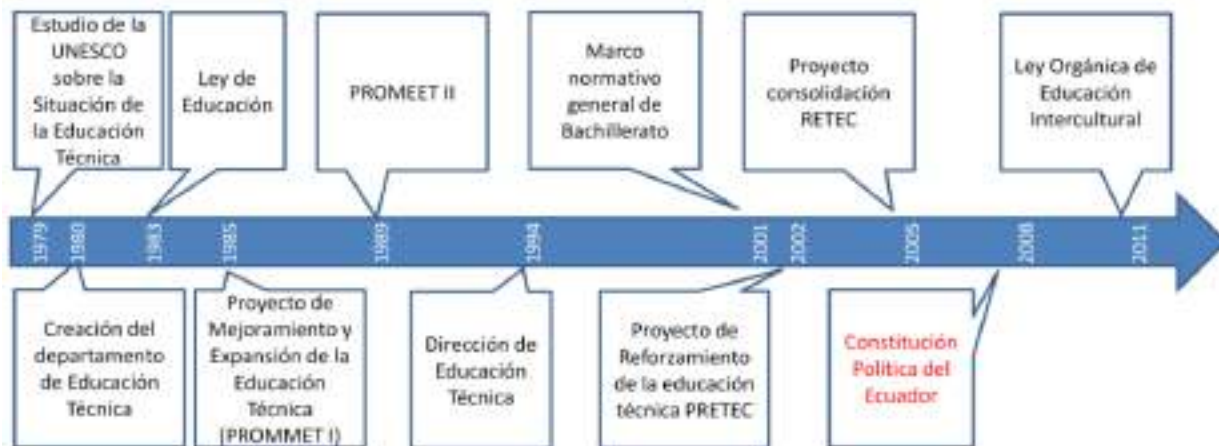 Estudio de la
UNESCO
sobre la
Situación de
la Educación
Técnica
Ley de
Educación
PROMEET II
Marco
normativo
general de
Bachillerato
Proyecto
consolidación
RETEC
Ley Orgánica de
Educación
Intercultural
1979
1980
1983
1985
1989
1994
2001
2002
2005
2008
2011
Creación del
departamento
de Educación
Técnica
Proyecto de
Mejoramiento y
Expansión de la
Educación
Técnica
(PROMMET I)
Dirección de
Educación
Técnica
Proyecto de
Reforzamiento
de la educación
técnica PRETEC
Constitución
Política del
Ecuador